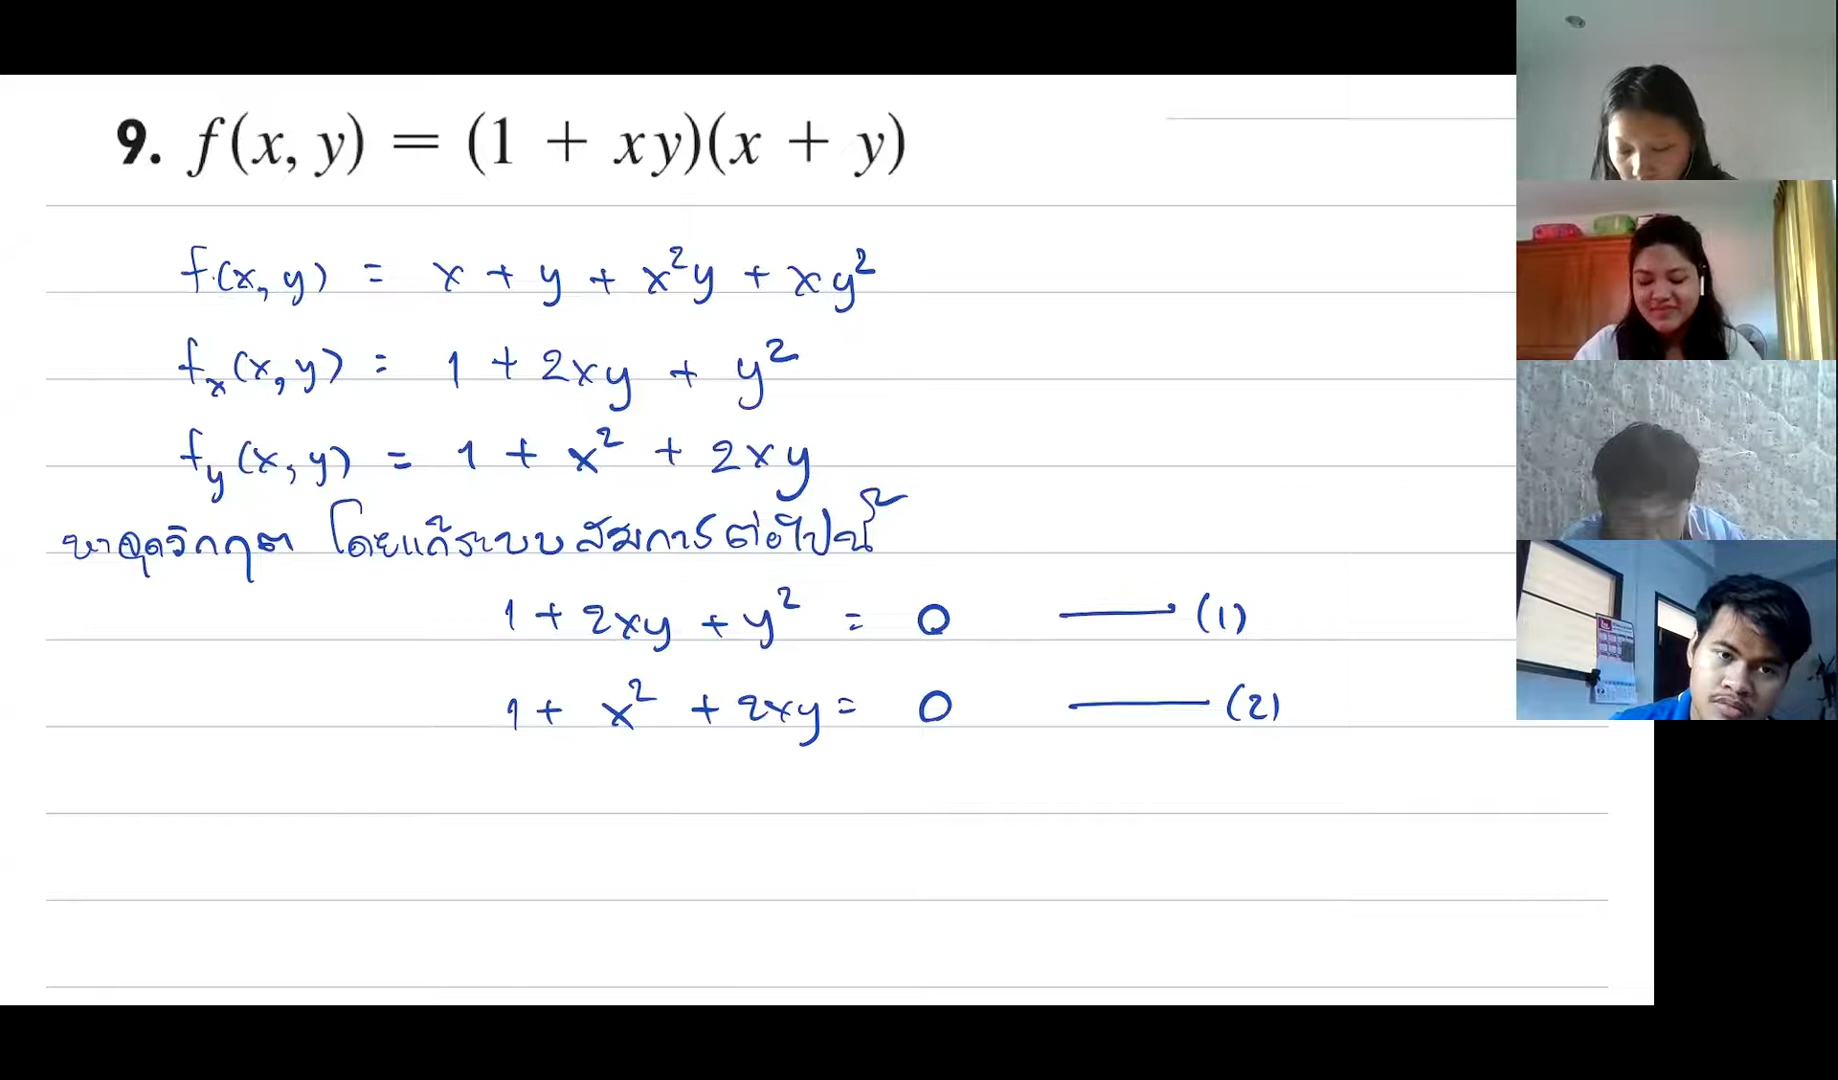 9. f(x, y) = (1 + xy)(x + y)
f(x, y) = x + y + x²y + xy²
fₓ(x, y) = 1 + 2xy + y²
f_y(x, y) = 1 + x² + 2xy
หาจุดวิกฤต โดยแก้ระบบสมการต่อไปนี้
1 + 2xy + y² = 0 —— (1)
1 + x² + 2xy = 0 —— (2)